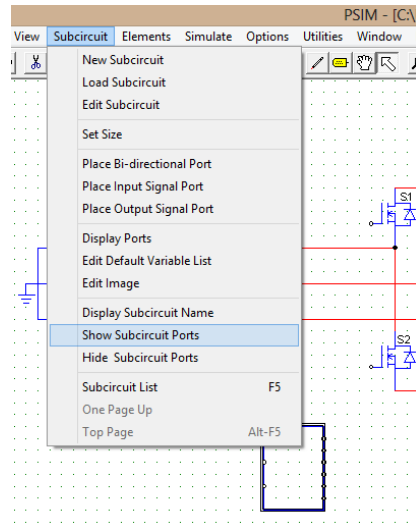 PSIM - [C:\
View Subcircuit Elements Simulate Options Utilities Window
New Subcircuit
Load Subcircuit
Edit Subcircuit
Set Size
Place Bi-directional Port
Place Input Signal Port
Place Output Signal Port
Display Ports
Edit Default Variable List
Edit Image
Display Subcircuit Name
Show Subcircuit Ports
Hide Subcircuit Ports
Subcircuit List F5
One Page Up
Top Page Alt-F5
S1
S2